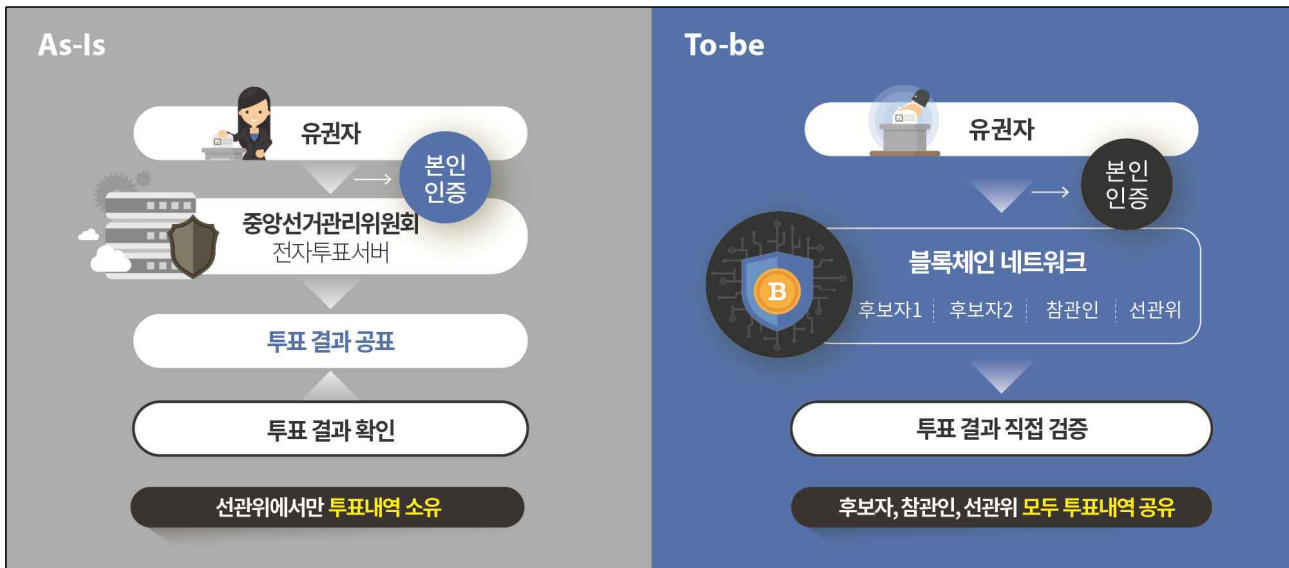 As-Is
유권자
본인
인증
중앙선거관리위원회
전자투표서버
투표 결과 공표
투표 결과 확인
선관위에서만 투표내역 소유
To-be
유권자
본인
인증
블록체인 네트워크
B
후보자1 후보자2 참관인 선관위
투표 결과 직접 검증
후보자, 참관인, 선관위 모두 투표내역 공유